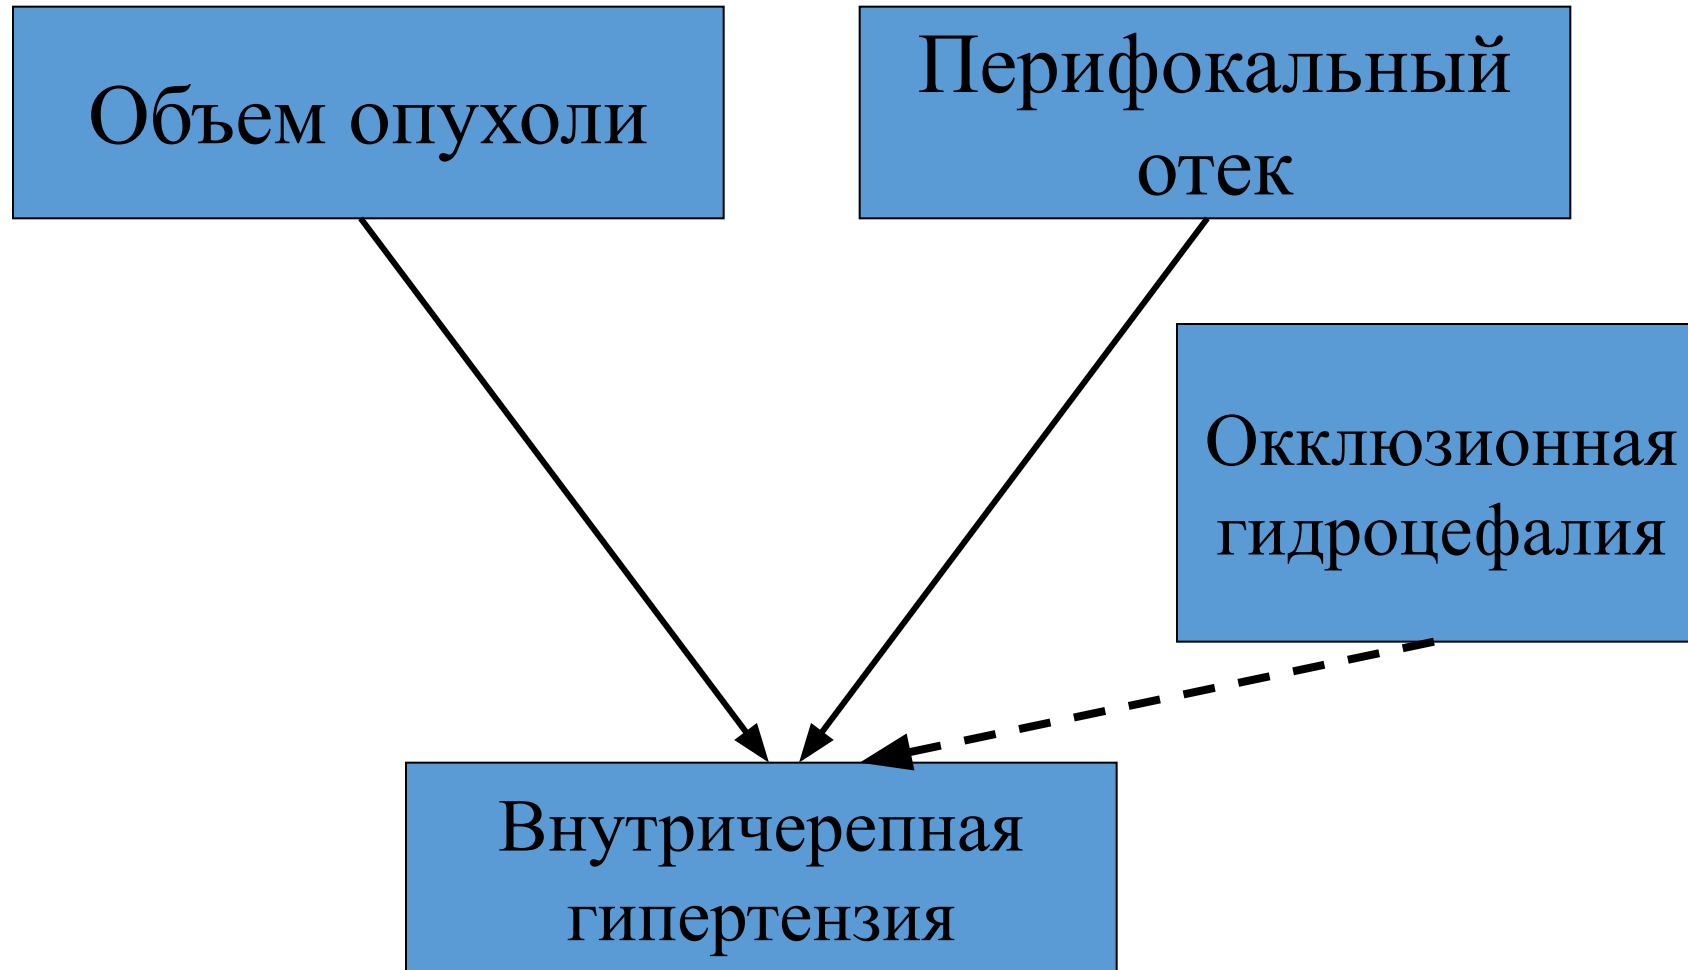 Объем опухоли
Перифокальный
отек
Окклюзионная
гидроцефалия
Внутричерепная
гипертензия